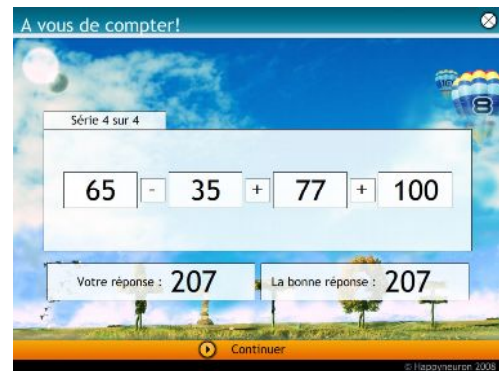 A vous de compter!
8
Série 4 sur 4
65 - 35 + 77 + 100
Votre réponse : 207 La bonne réponse : 207
Continuer
© Happyneuron 2008